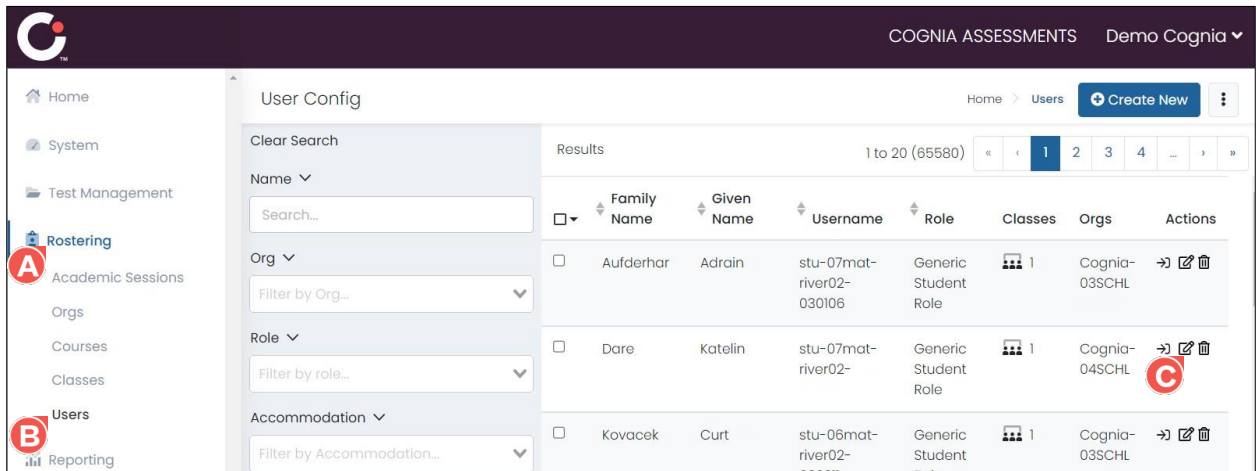 TM
COGNIA ASSESSMENTS Demo Cognia
Home
System
Test Management
Rostering
A
Academic Sessions
Orgs
Courses
Classes
Users
B
Reporting
User Config
Home > Users
Create New
Clear Search
Name
Search...
Org
Filter by Org...
Role
Filter by role...
Accommodation
Filter by Accommodation...
Results
1 to 20 (65580) « ‹ 1 2 3 4 ... › »
Family
Name
Given
Name
Username
Role
Classes
Orgs
Actions
Aufderhar
Adrain
stu-07mat-
river02-
030106
Generic
Student
Role
1
Cognia-
03SCHL
Dare
Katelin
stu-07mat-
river02-
Generic
Student
Role
1
Cognia-
04SCHL
C
Kovacek
Curt
stu-06mat-
river02-
Generic
Student
1
Cognia-
03SCHL